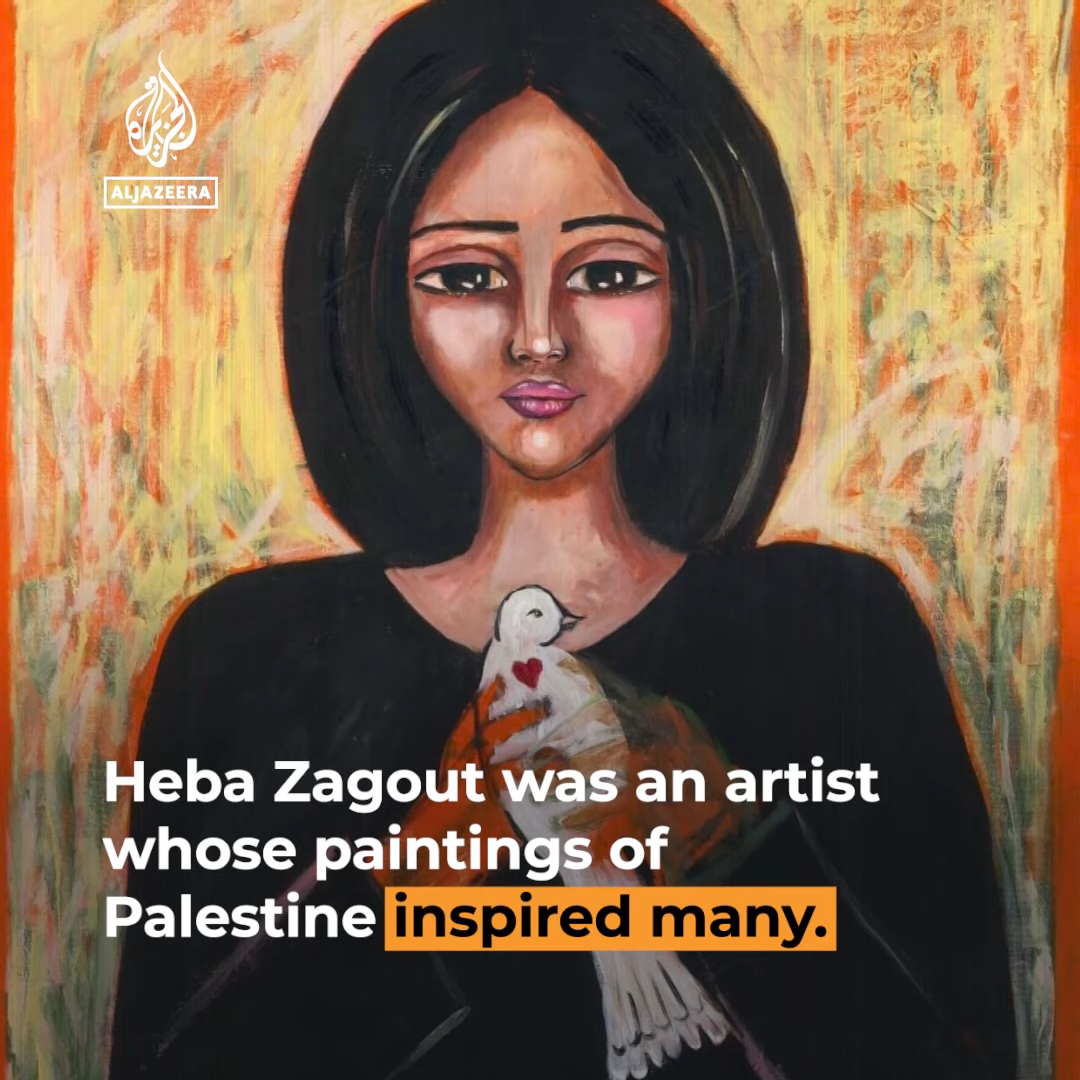 الجزيرة
ALJAZEERA
Heba Zagout was an artist
whose paintings of
Palestine inspired many.